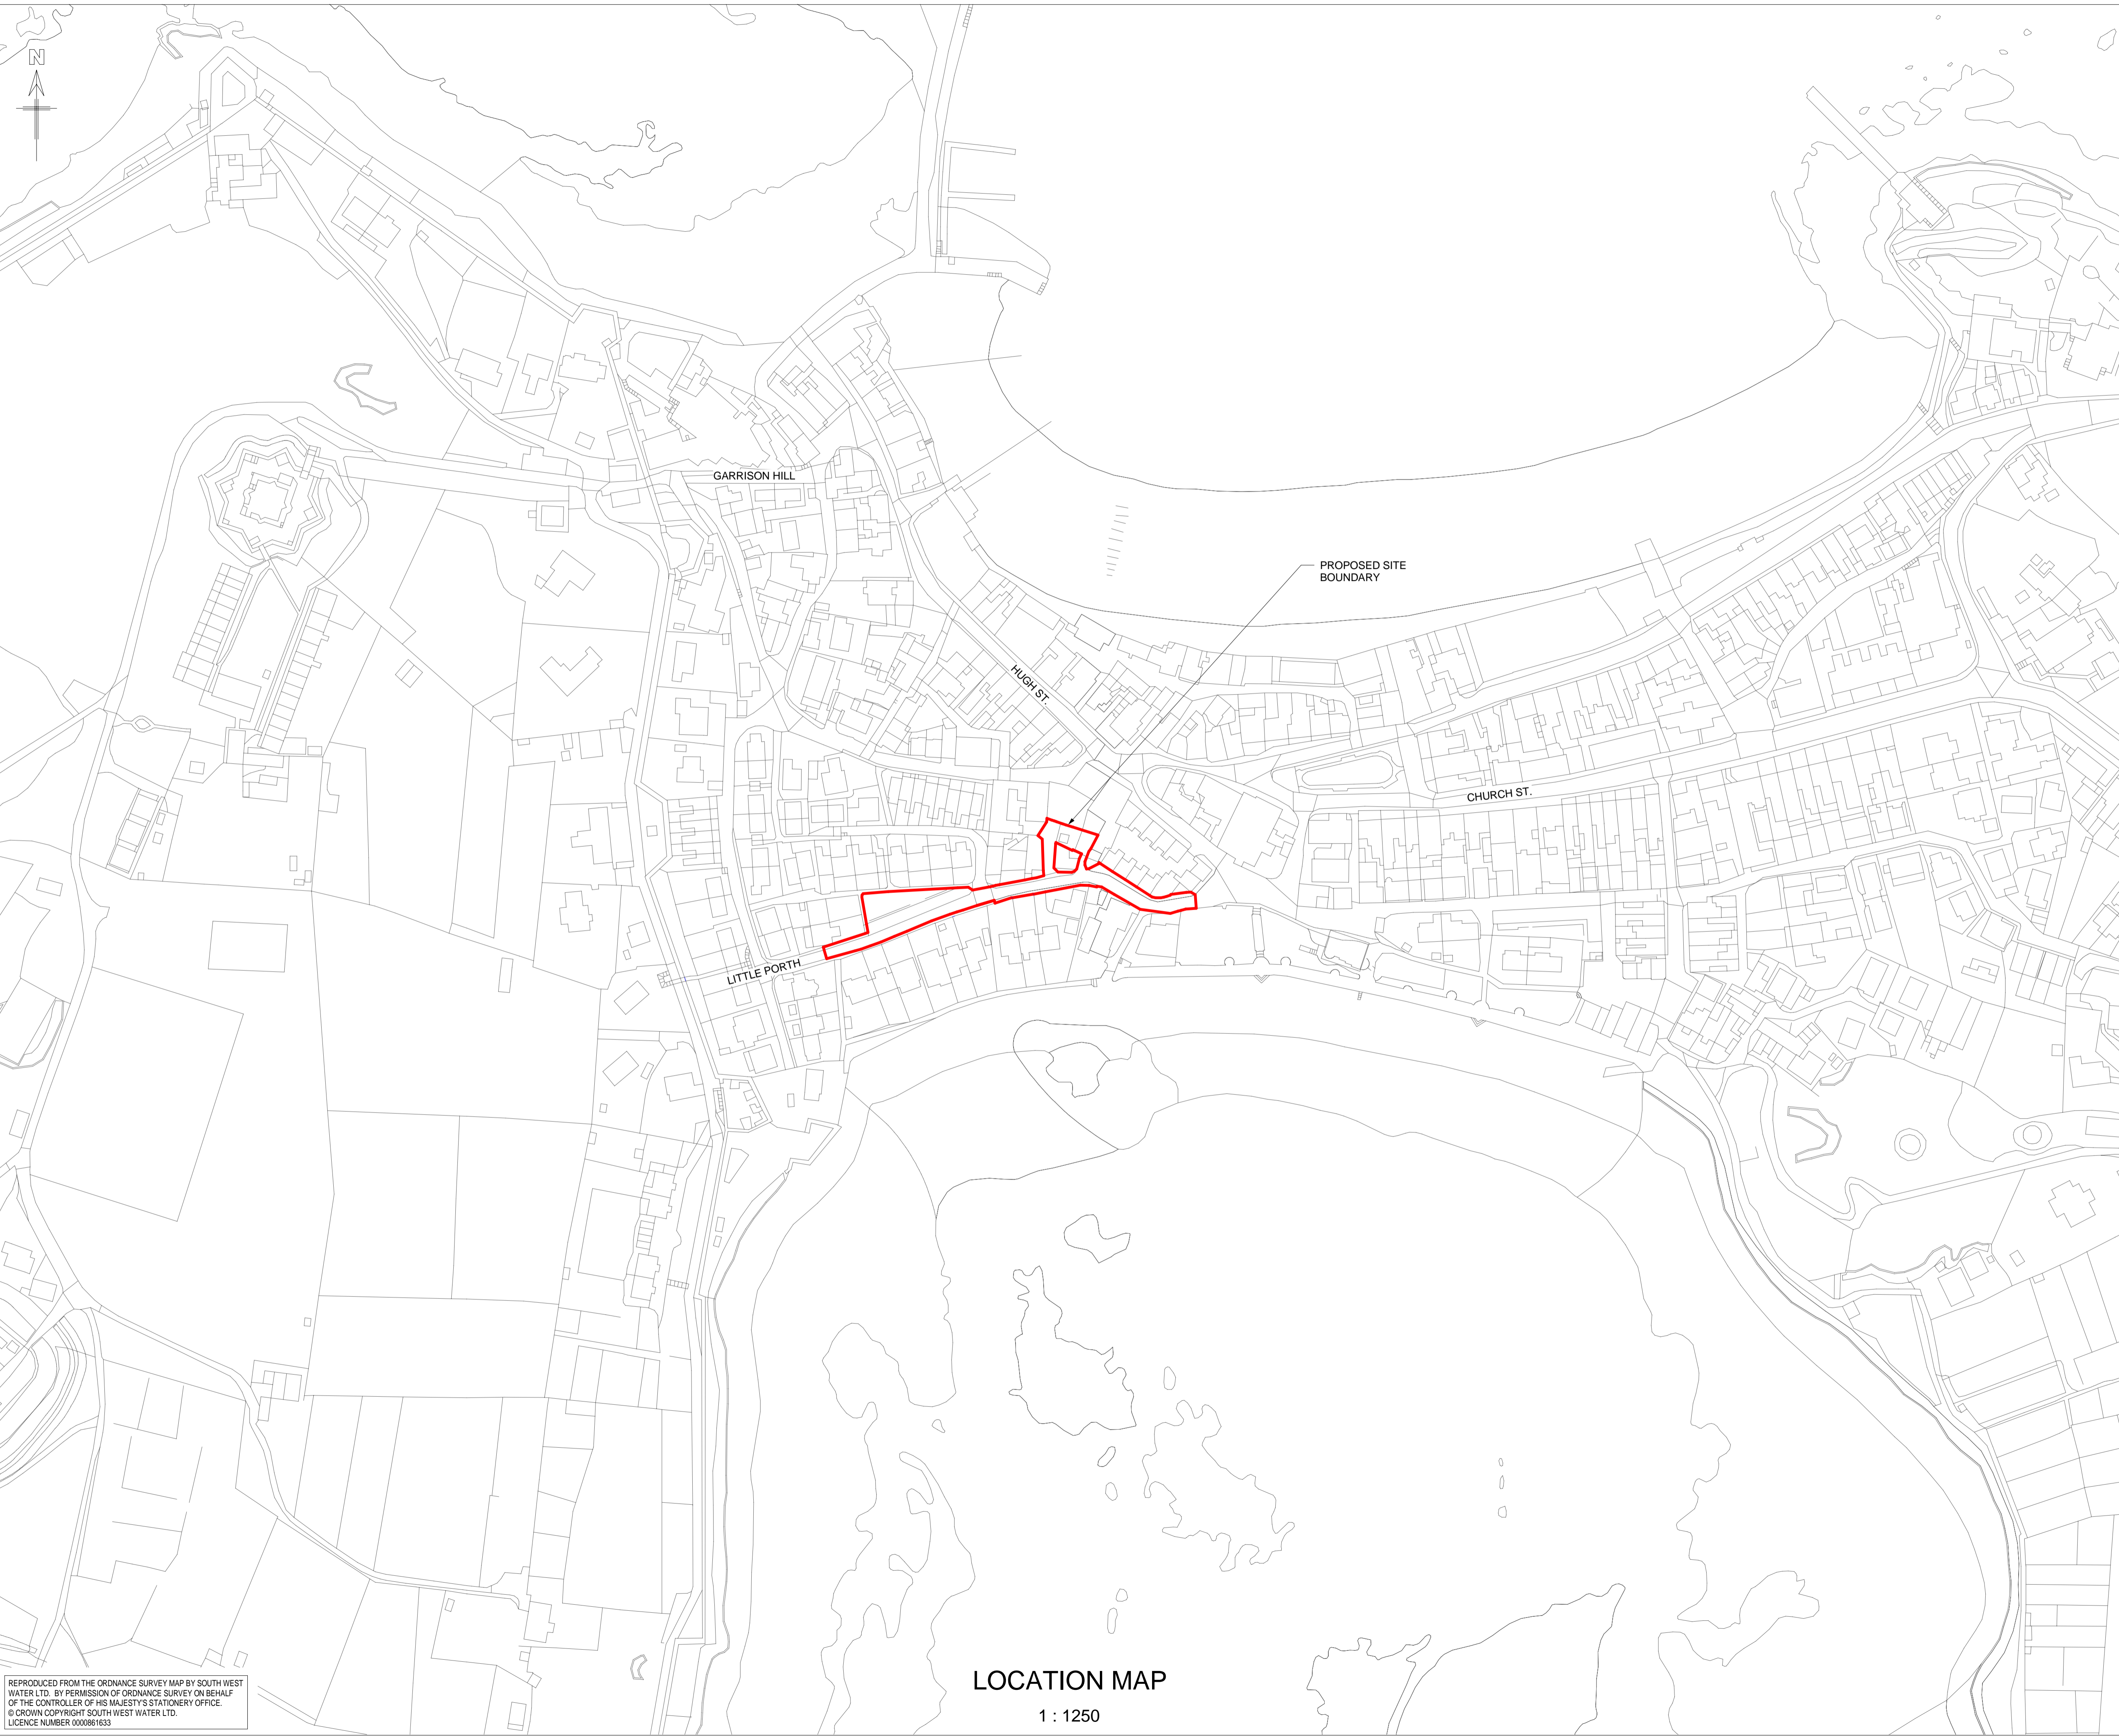 N
GARRISON HILL
PROPOSED SITE
BOUNDARY
HUGH ST.
CHURCH ST.
LITTLE PORTH
LOCATION MAP
1 : 1250
REPRODUCED FROM THE ORDNANCE SURVEY MAP BY SOUTH WEST
WATER LTD. BY PERMISSION OF ORDNANCE SURVEY ON BEHALF
OF THE CONTROLLER OF HIS MAJESTY'S STATIONERY OFFICE.
© CROWN COPYRIGHT SOUTH WEST WATER LTD.
LICENCE NUMBER 0000861633